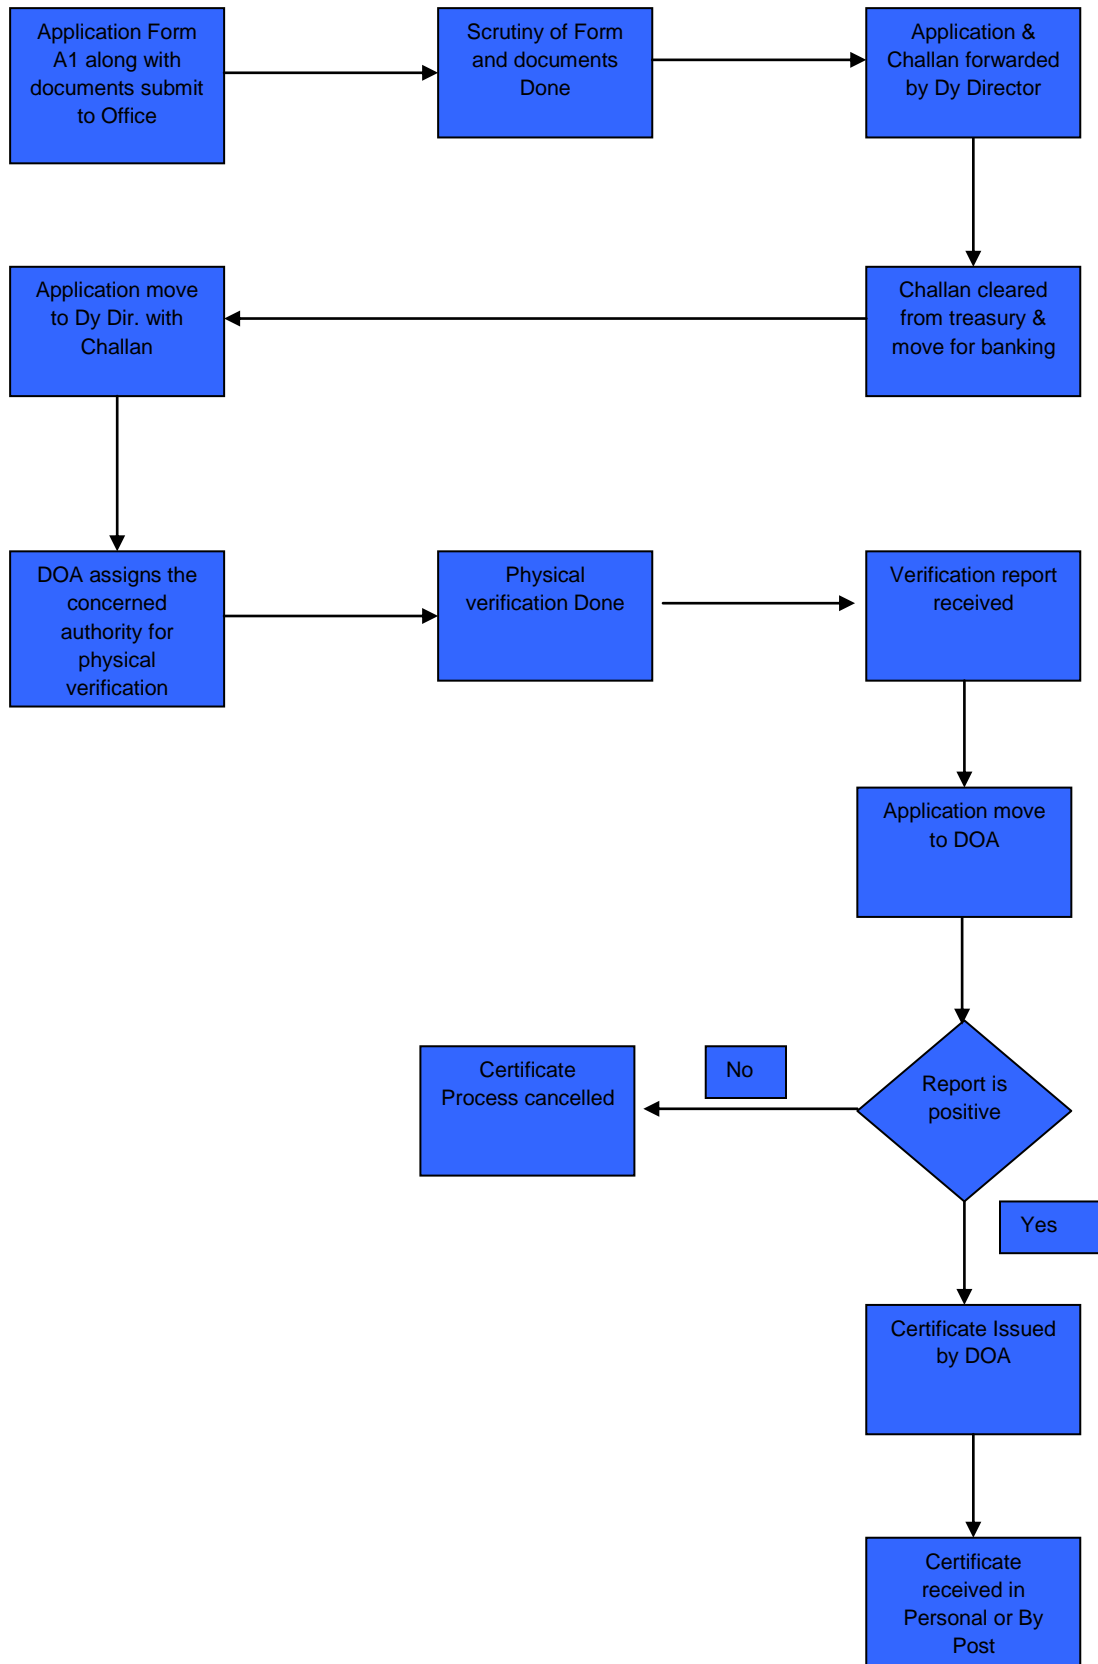 Application Form
A1 along with
documents submit
to Office
Scrutiny of Form
and documents
Done
Application &
Challan forwarded
by Dy Director
Application move
to Dy Dir. with
Challan
Challan cleared
from treasury &
move for banking
DOA assigns the
concerned
authority for
physical
verification
Physical
verification Done
Verification report
received
Application move
to DOA
Certificate
Process cancelled
No
Report is
positive
Yes
Certificate Issued
by DOA
Certificate
received in
Personal or By
Post